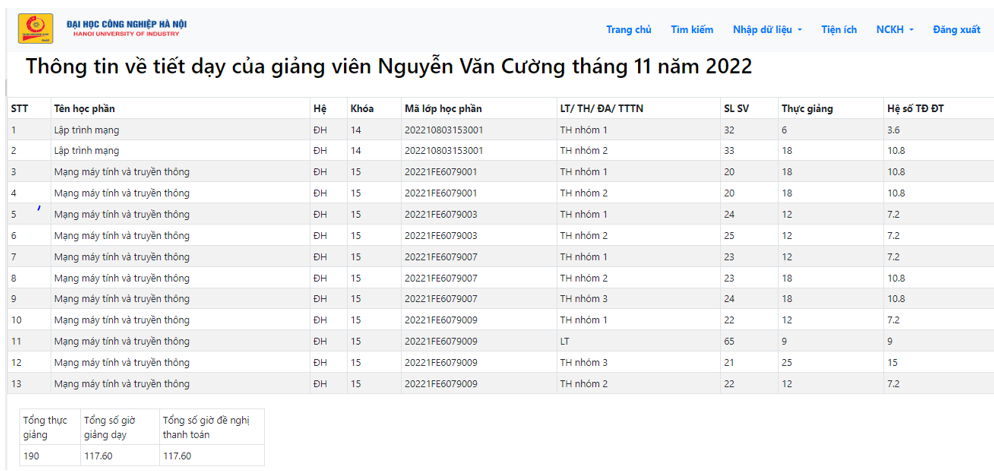 ĐẠI HỌC CÔNG NGHIỆP HÀ NỘI
HANOI UNIVERSITY OF INDUSTRY
Trang chủ Tìm kiếm Nhập dữ liệu Tiện ích NCKH Đăng xuất
Thông tin về tiết dạy của giảng viên Nguyễn Văn Cường tháng 11 năm 2022
STT Tên học phần Hệ Khóa Mã lớp học phần LT/ TH/ ĐA/ TTTN SL SV Thực giảng Hệ số TĐ ĐT
1 Lập trình mạng ĐH 14 202210803153001 TH nhóm 1 32 6 3.6
2 Lập trình mạng ĐH 14 202210803153001 TH nhóm 2 33 18 10.8
3 Mạng máy tính và truyền thông ĐH 15 20221FE6079001 TH nhóm 1 20 18 10.8
4 Mạng máy tính và truyền thông ĐH 15 20221FE6079001 TH nhóm 2 20 18 10.8
5 Mạng máy tính và truyền thông ĐH 15 20221FE6079003 TH nhóm 1 24 12 7.2
6 Mạng máy tính và truyền thông ĐH 15 20221FE6079003 TH nhóm 2 25 12 7.2
7 Mạng máy tính và truyền thông ĐH 15 20221FE6079007 TH nhóm 1 23 12 7.2
8 Mạng máy tính và truyền thông ĐH 15 20221FE6079007 TH nhóm 2 23 18 10.8
9 Mạng máy tính và truyền thông ĐH 15 20221FE6079007 TH nhóm 3 24 18 10.8
10 Mạng máy tính và truyền thông ĐH 15 20221FE6079009 TH nhóm 1 22 12 7.2
11 Mạng máy tính và truyền thông ĐH 15 20221FE6079009 LT 65 9 9
12 Mạng máy tính và truyền thông ĐH 15 20221FE6079009 TH nhóm 3 21 25 15
13 Mạng máy tính và truyền thông ĐH 15 20221FE6079009 TH nhóm 2 22 12 7.2
Tổng thực giảng Tổng số giờ giảng dạy Tổng số giờ đề nghị thanh toán
190 117.60 117.60